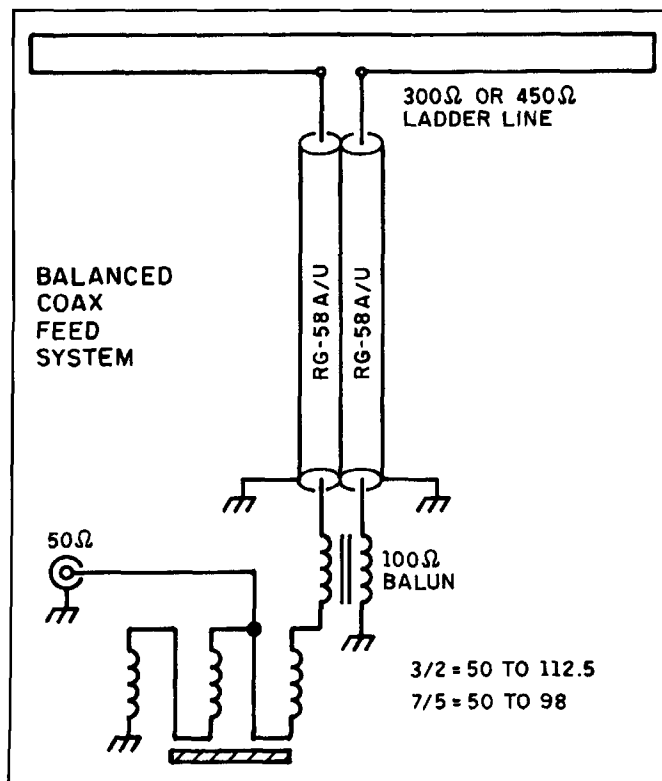 300Ω OR 450Ω
LADDER LINE
RG-58A/U
RG-58A/U
BALANCED
COAX
FEED
SYSTEM
50Ω
100Ω
BALUN
3/2 = 50 TO 112.5
7/5 = 50 TO 98